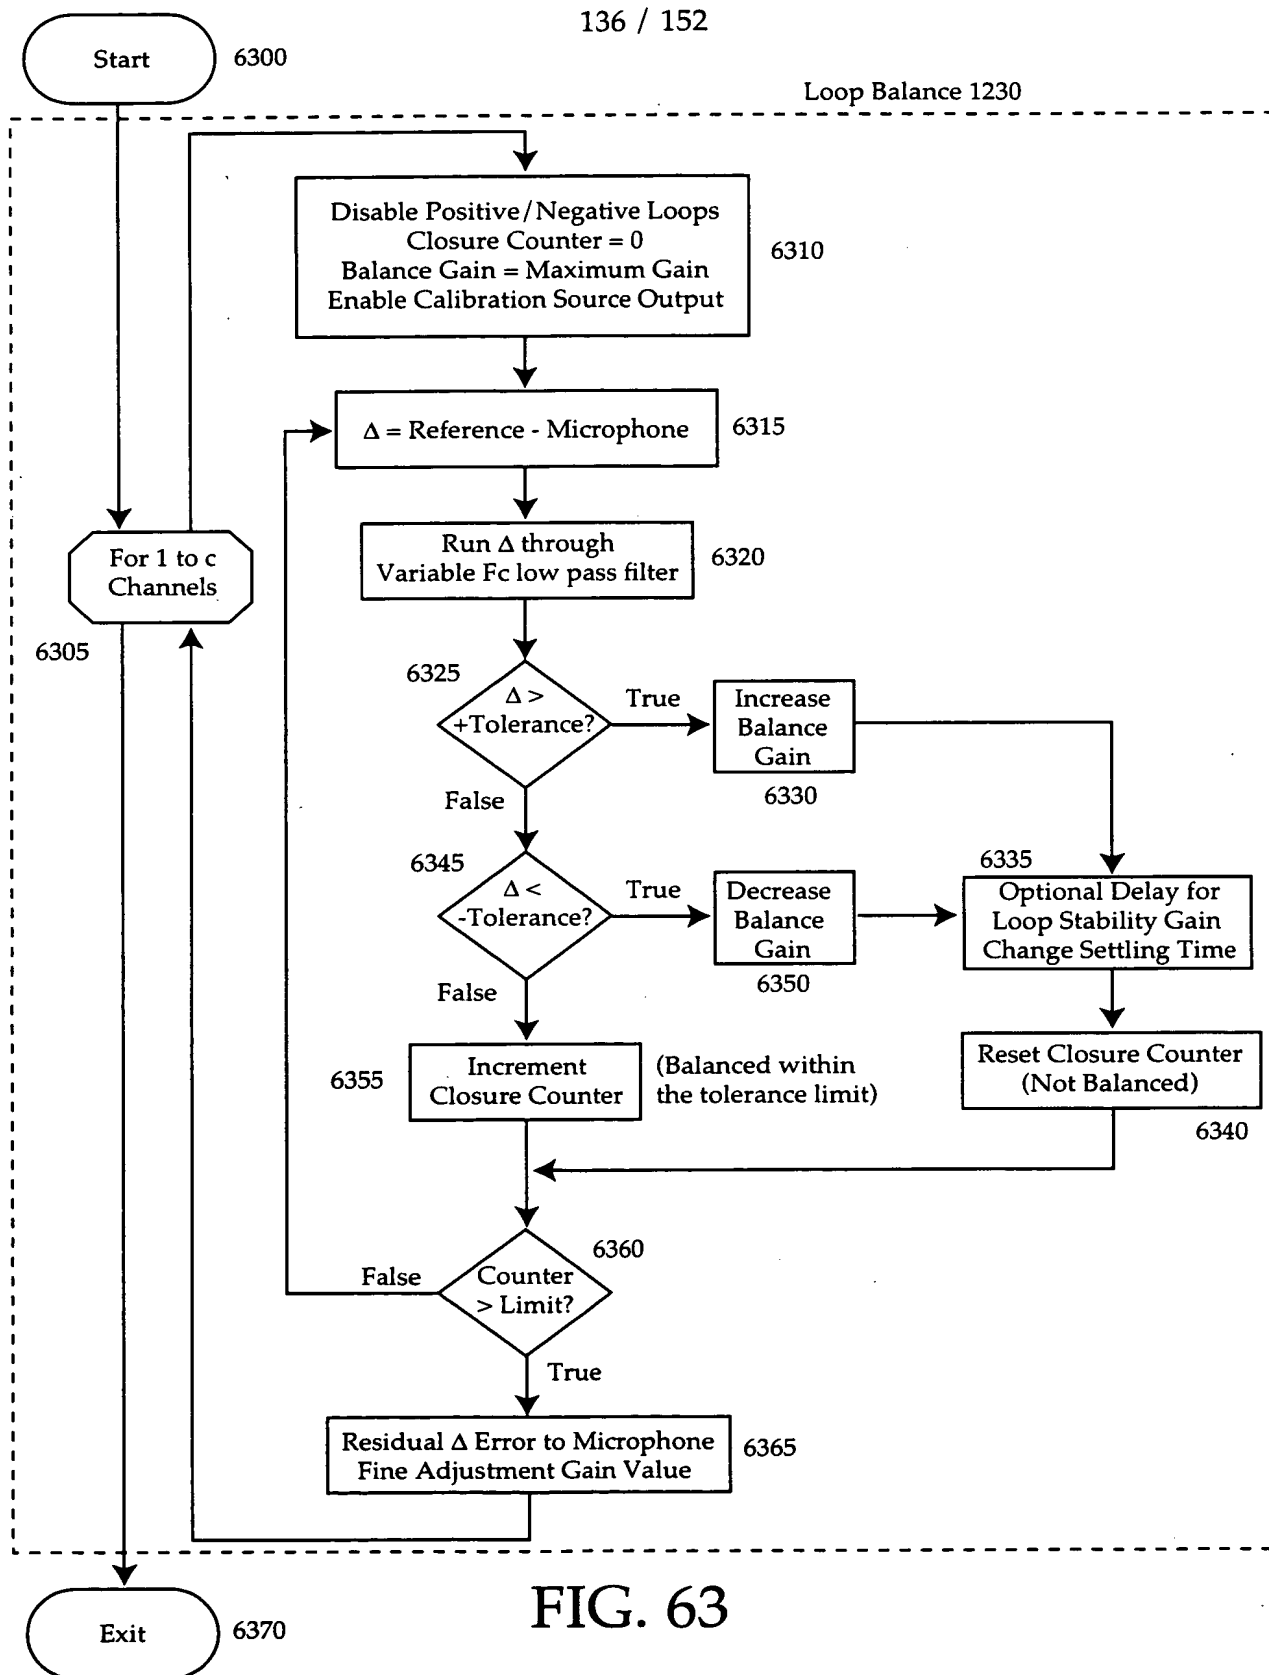 136 / 152
Start
6300
Loop Balance 1230
Disable Positive/Negative Loops
Closure Counter = 0
Balance Gain = Maximum Gain
Enable Calibration Source Output
6310
Δ = Reference - Microphone
6315
For 1 to c
Channels
6305
Run Δ through
Variable Fc low pass filter
6320
6325
Δ >
+Tolerance?
True
Increase
Balance
Gain
6330
False
6345
Δ <
-Tolerance?
True
Decrease
Balance
Gain
6350
6335
Optional Delay for
Loop Stability Gain
Change Settling Time
False
6355
Increment
Closure Counter
(Balanced within
the tolerance limit)
Reset Closure Counter
(Not Balanced)
6340
6360
False
Counter
> Limit?
True
Residual Δ Error to Microphone
Fine Adjustment Gain Value
6365
Exit
6370
FIG. 63